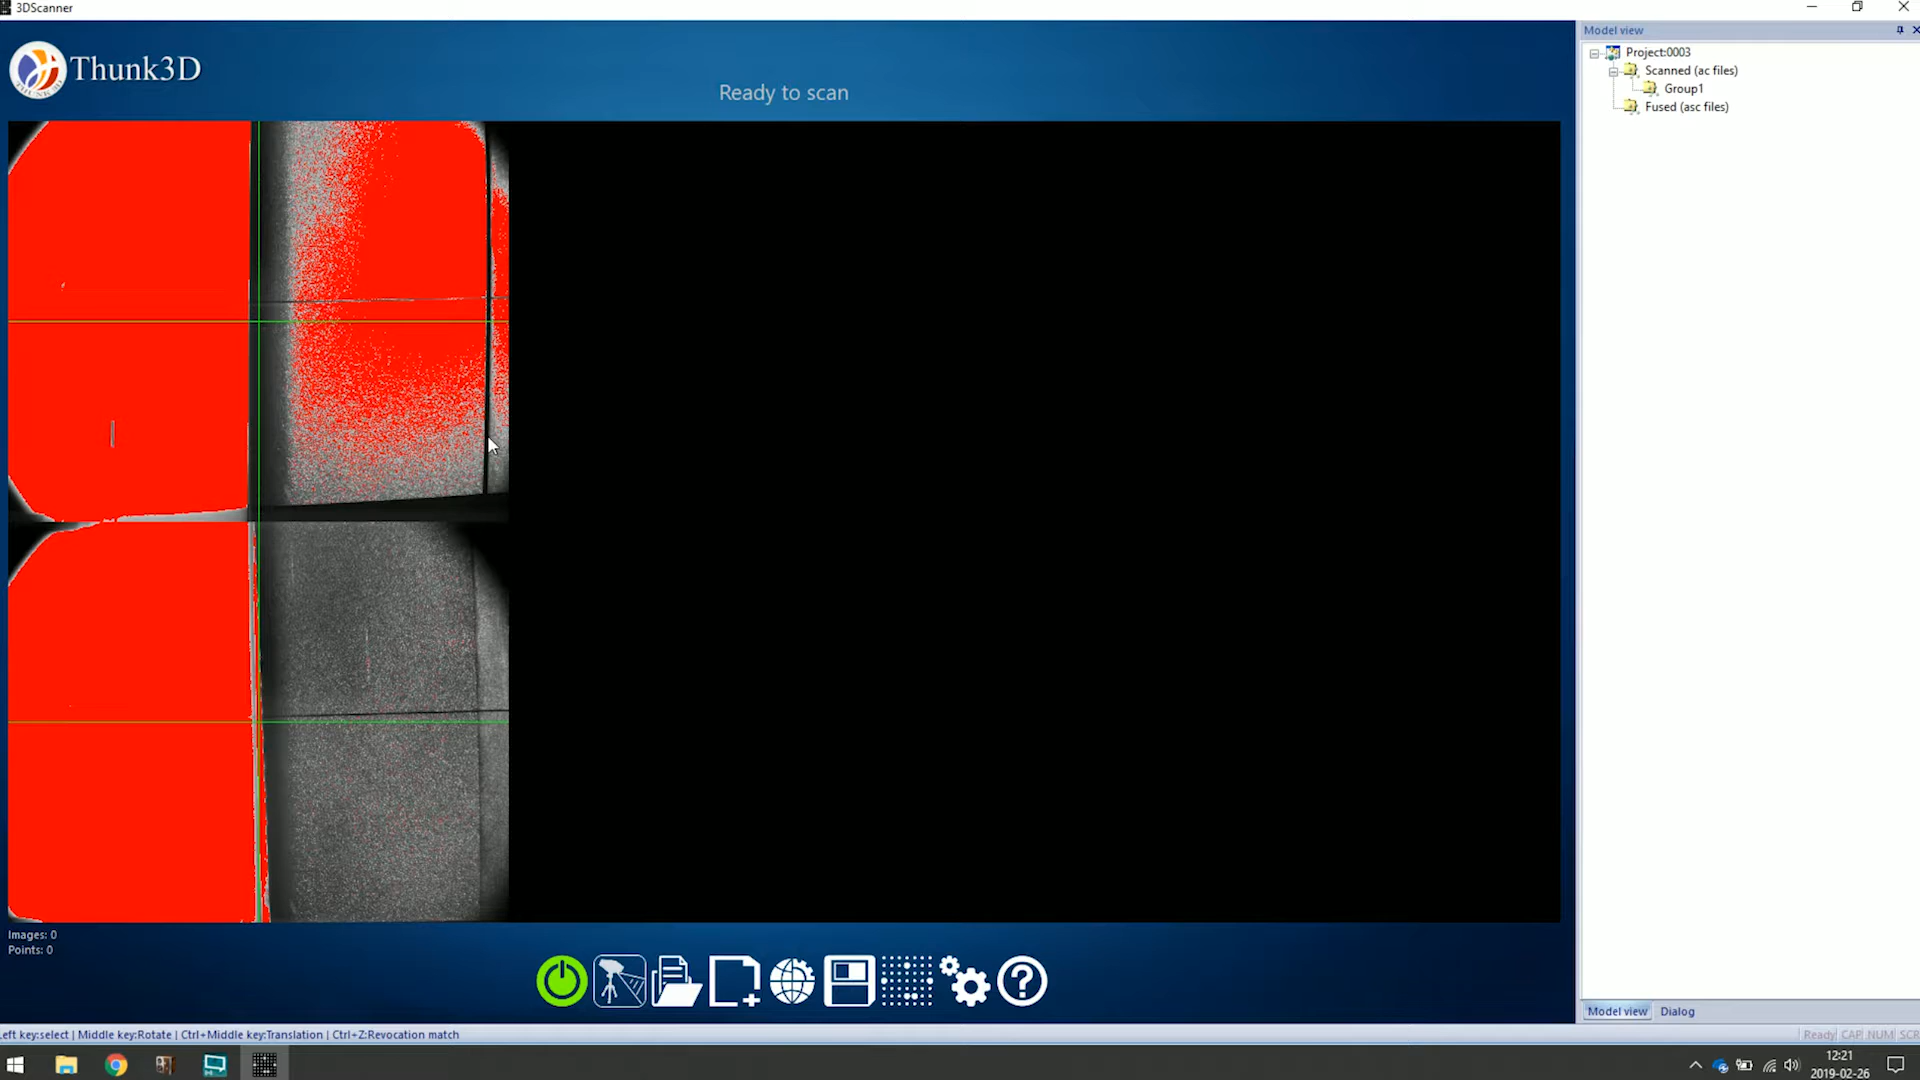 3DScanner
Thunk3D
Ready to scan
Model view
Project:0003
Scanned (ac files)
Group1
Fused (asc files)
Images: 0
Points: 0
Model view
Dialog
Left key:select | Middle key:Rotate | Ctrl+Middle key:Translation | Ctrl+Z:Revocation match
Ready CAP NUM SCR
12:21
2019-02-26